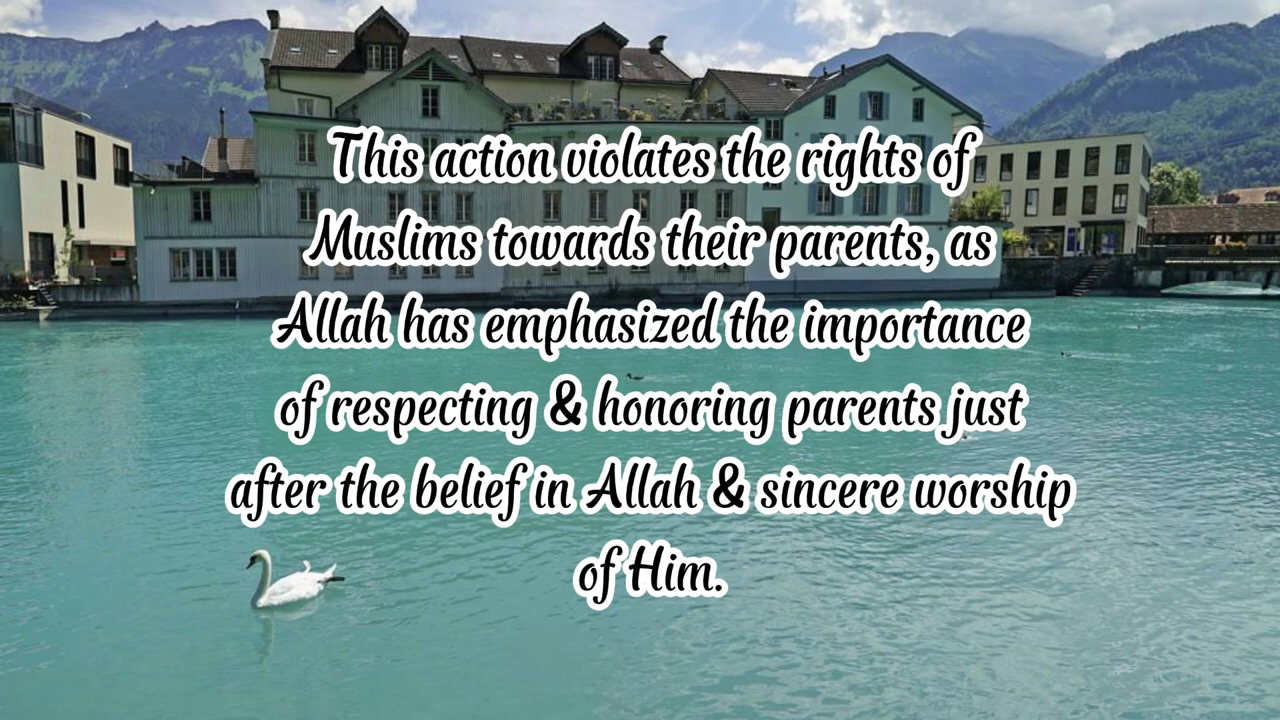 This action violates the rights of
Muslims towards their parents, as
Allah has emphasized the importance
of respecting & honoring parents just
after the belief in Allah & sincere worship
of Him.